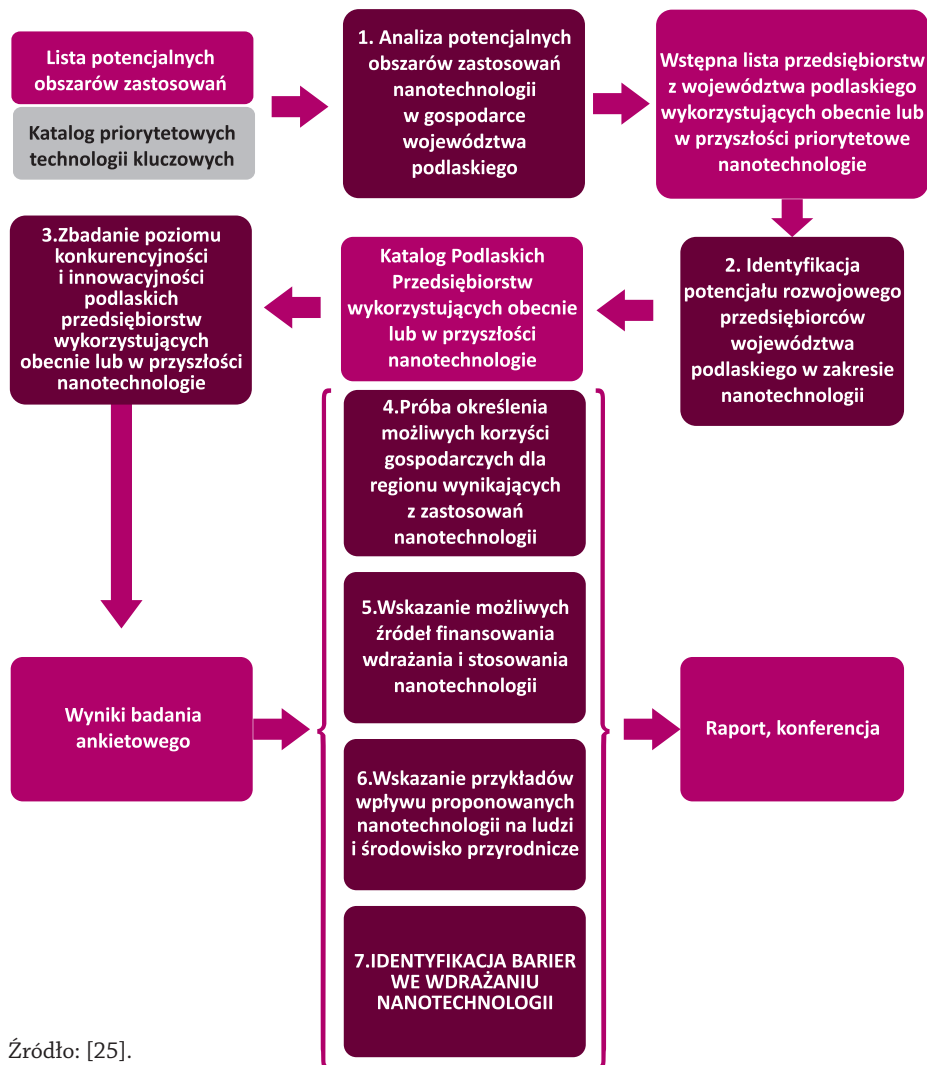 Lista potencjalnych
obszarów zastosowań
Katalog priorytetowych
technologii kluczowych
1. Analiza potencjalnych
obszarów zastosowań
nanotechnologii
w gospodarce
województwa
podlaskiego
Wstępna lista przedsiębiorstw
z województwa podlaskiego
wykorzystujących obecnie lub
w przyszłości priorytetowe
nanotechnologie
2. Identyfikacja
potencjału rozwojowego
przedsiębiorców
województwa
podlaskiego w zakresie
nanotechnologii
Katalog Podlaskich
Przedsiębiorstw
wykorzystujących obecnie
lub w przyszłości
nanotechnologie
3.Zbadanie poziomu
konkurencyjności
i innowacyjności
podlaskich
przedsiębiorstw
wykorzystujących
obecnie lub w przyszłości
nanotechnologie
Wyniki badania
ankietowego
4.Próba określenia
możliwych korzyści
gospodarczych dla
regionu wynikających
z zastosowań
nanotechnologii
5.Wskazanie możliwych
źródeł finansowania
wdrażania i stosowania
nanotechnologii
6.Wskazanie przykładów
wpływu proponowanych
nanotechnologii na ludzi
i środowisko przyrodnicze
7.IDENTYFIKACJA BARIER
WE WDRAŻANIU
NANOTECHNOLOGII
Raport, konferencja
Źródło: [25].